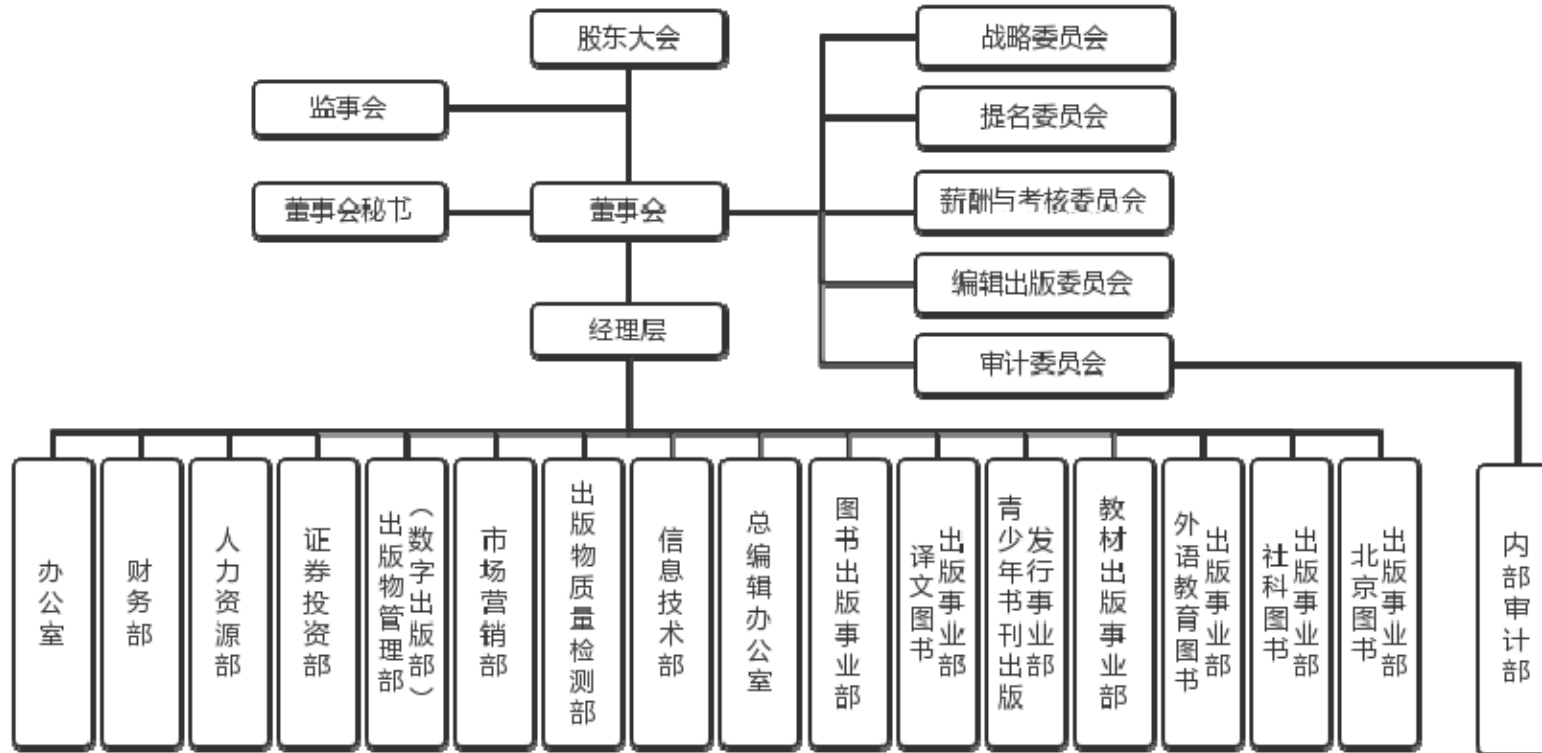 股东大会
战略委员会
监事会
提名委员会
董事会秘书
董事会
薪酬与考核委员会
编辑出版委员会
经理层
审计委员会
办公室
财务部
人力资源部
证券投资部
出版物管理部
（数字出版部）
市场营销部
出版物质量检测部
信息技术部
总编辑办公室
图书出版事业部
译文图书
出版事业部
青少年书刊出版
发行事业部
教材出版事业部
外语教育图书
出版事业部
社科图书
出版事业部
北京图书
出版事业部
内部审计部